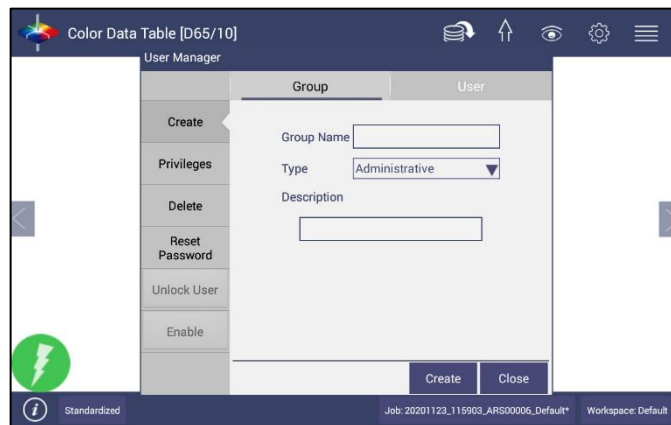 Color Data Table [D65/10]
User Manager
Group
User
Create
Privileges
Delete
Reset
Password
Unlock User
Enable
Group Name
Type
Administrative
Description
Create
Close
i
Standardized
Job: 20201123_115903_ARS00006_Default*
Workspace: Default